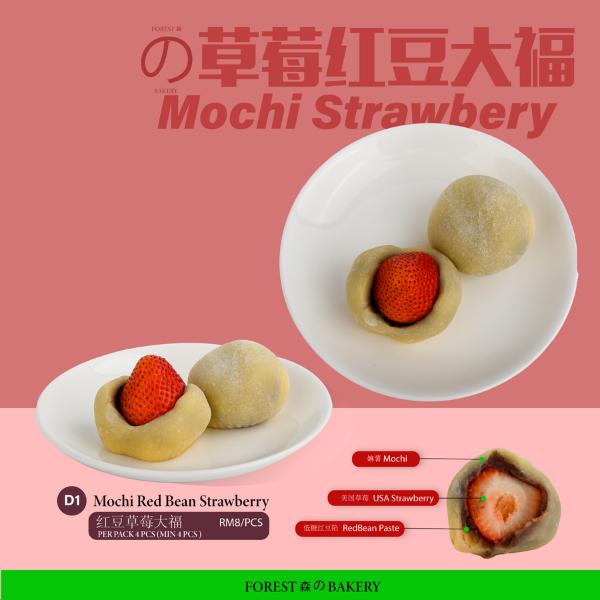 FOREST 森
の草莓红豆大福
BAKERY
Mochi Strawbery
麻薯 Mochi
美国草莓 USA Strawberry
低糖红豆馅 RedBean Paste
D1 Mochi Red Bean Strawberry
红豆草莓大福 RM8/PCS
PER PACK 4 PCS (MIN 4 PCS )
FOREST 森の BAKERY